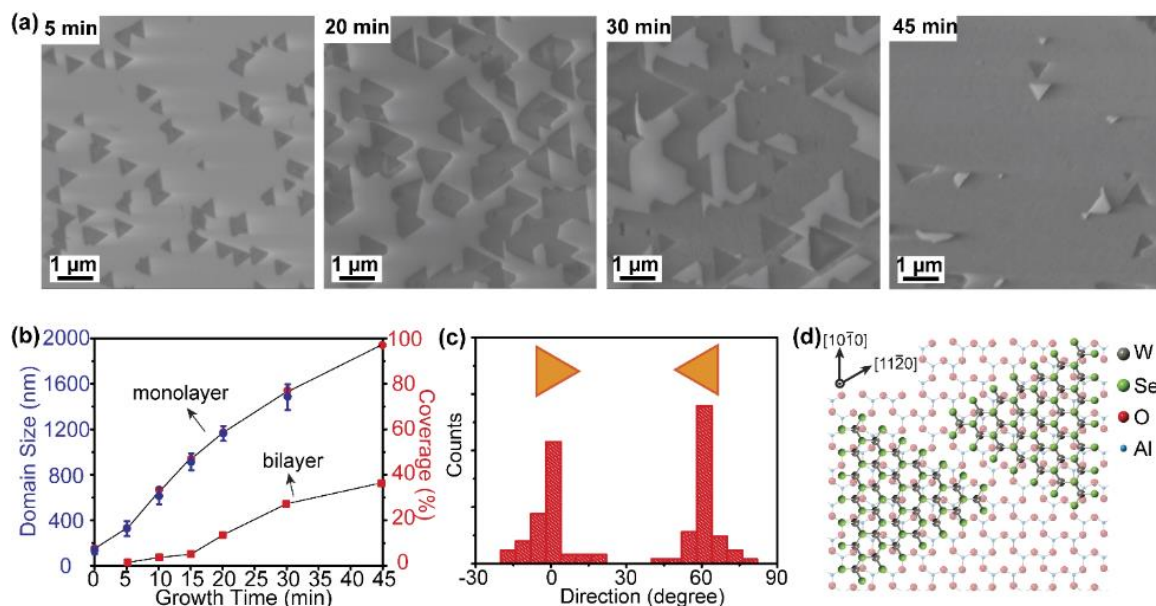 (a)
5 min
20 min
30 min
45 min
1 μm
1 μm
1 μm
1 μm
(b)
2000
1600
1200
800
400
0
Domain Size (nm)
monolayer
bilayer
100
80
60
40
20
0
Coverage (%)
0 5 10 15 20 25 30 35 40 45
Growth Time (min)
(c)
Counts
-30 0 30 60 90
Direction (degree)
(d)
[101̄0]
[112̄0]
W
Se
O
Al